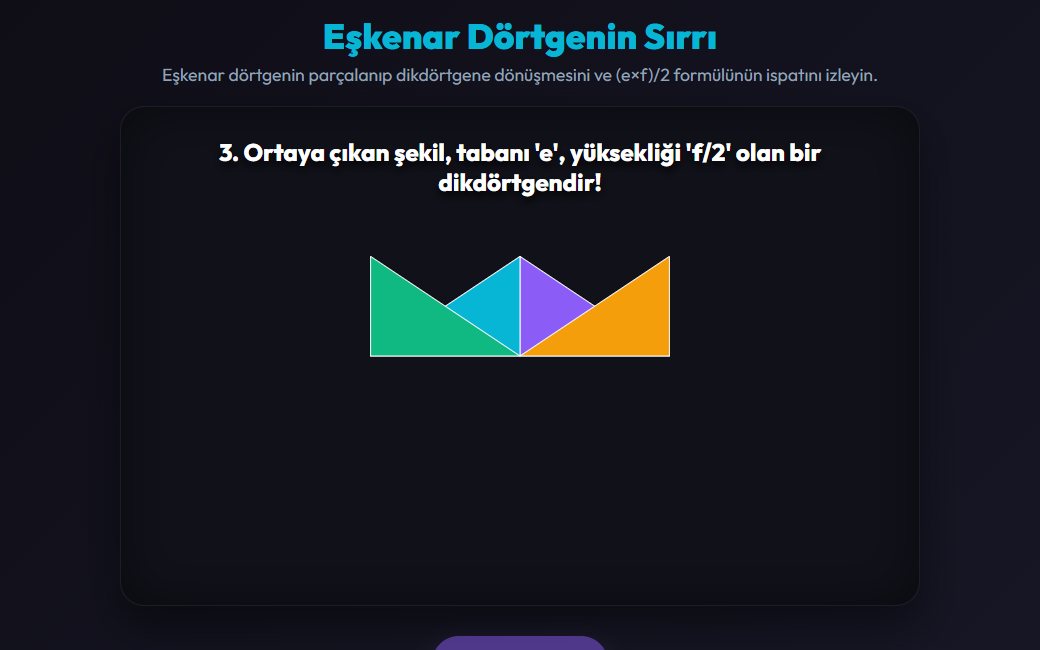 Eşkenar Dörtgenin Sırrı
Eşkenar dörtgenin parçalanıp dikdörtgene dönüşmesini ve (e×f)/2 formülünün ispatını izleyin.
3. Ortaya çıkan şekil, tabanı 'e', yüksekliği 'f/2' olan bir
dikdörtgendir!